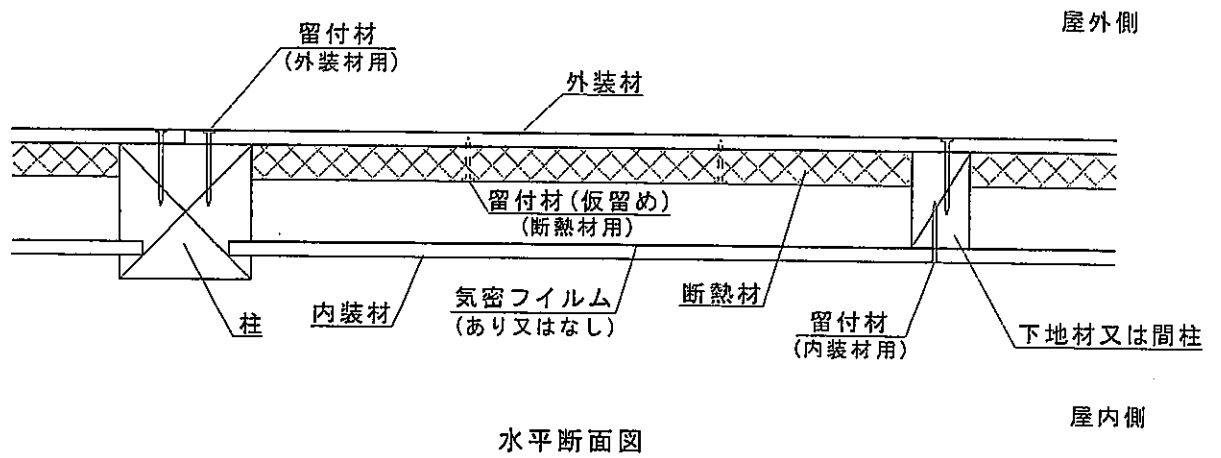 屋外側
留付材
(外装材用)
外装材
留付材(仮留め)
(断熱材用)
柱
内装材
気密フイルム
(あり又はなし)
断熱材
留付材
(内装材用)
下地材又は間柱
屋内側
水平断面図